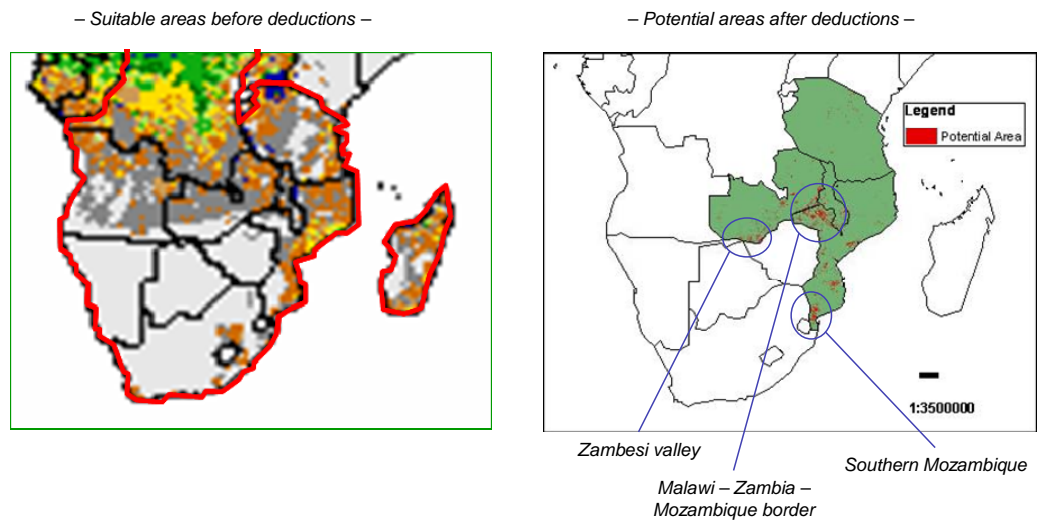 – Suitable areas before deductions –
– Potential areas after deductions –
Legend
Potential Area
1:3500000
Zambesi valley
Southern Mozambique
Malawi – Zambia –
Mozambique border